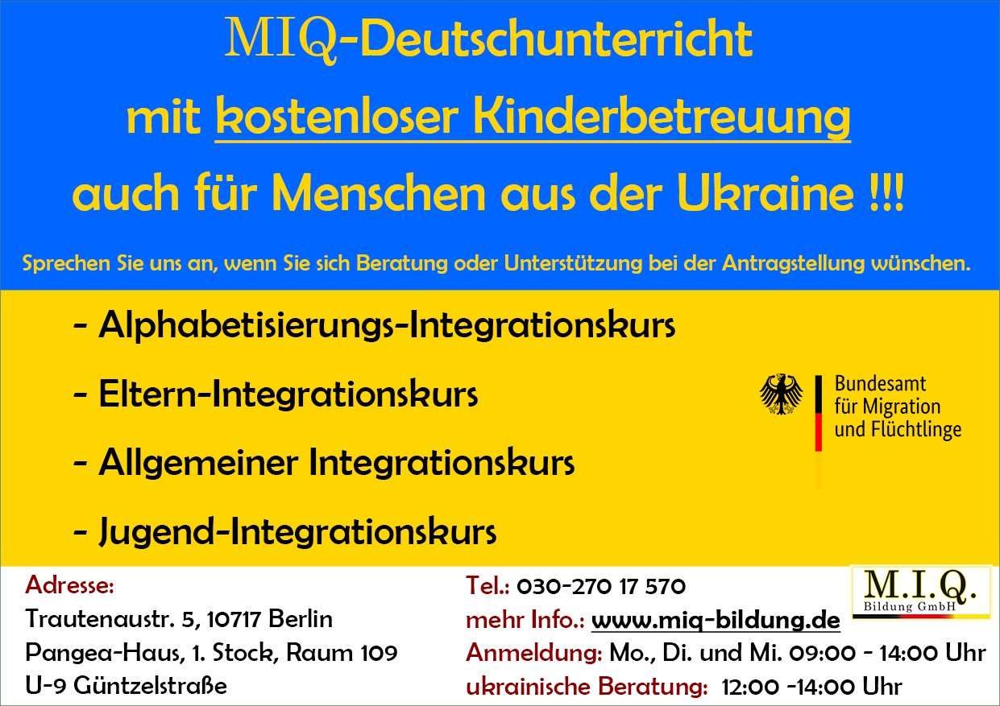 MIQ-Deutschunterricht
mit kostenloser Kinderbetreuung
auch für Menschen aus der Ukraine !!!
Sprechen Sie uns an, wenn Sie sich Beratung oder Unterstützung bei der Antragstellung wünschen.
- Alphabetisierungs-Integrationskurs
- Eltern-Integrationskurs
- Allgemeiner Integrationskurs
- Jugend-Integrationskurs
Bundesamt
für Migration
und Flüchtlinge
Adresse:
Trautenaustr. 5, 10717 Berlin
Pangea-Haus, 1. Stock, Raum 109
U-9 Güntzelstraße
Tel.: 030-270 17 570
mehr Info.: www.miq-bildung.de
Anmeldung: Mo., Di. und Mi. 09:00 - 14:00 Uhr
ukrainische Beratung: 12:00 -14:00 Uhr
M.I.Q.
Bildung GmbH